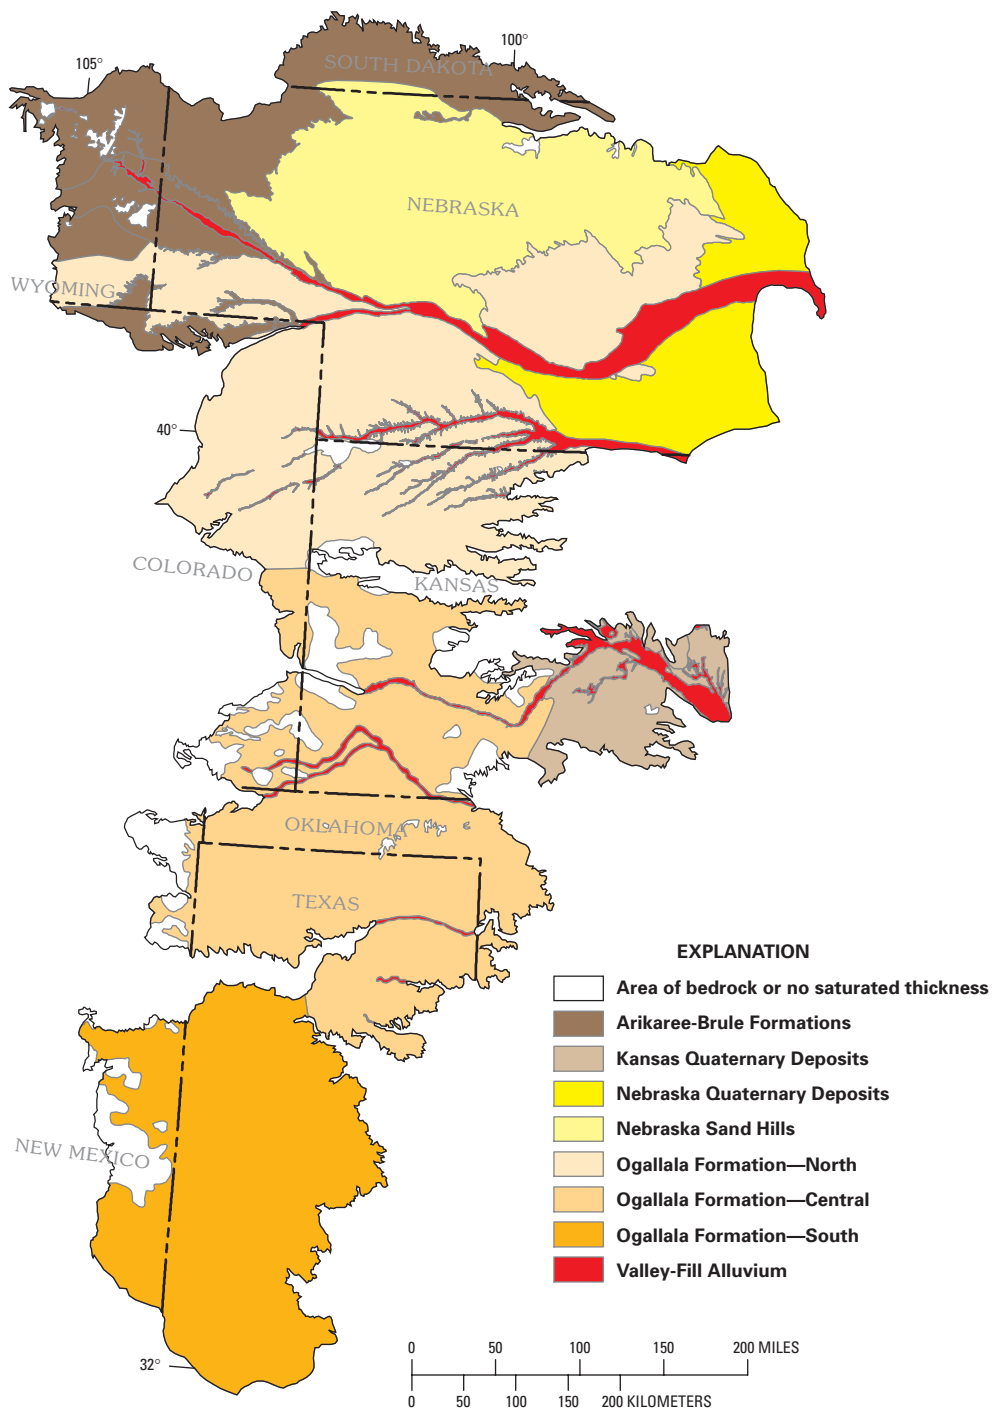 100°
105°
SOUTH DAKOTA
NEBRASKA
WYOMING
40°
COLORADO
KANSAS
OKLAHOMA
TEXAS
NEW MEXICO
32°
EXPLANATION
Area of bedrock or no saturated thickness
Arikaree-Brule Formations
Kansas Quaternary Deposits
Nebraska Quaternary Deposits
Nebraska Sand Hills
Ogallala Formation—North
Ogallala Formation—Central
Ogallala Formation—South
Valley-Fill Alluvium
0 50 100 150 200 MILES
0 50 100 150 200 KILOMETERS